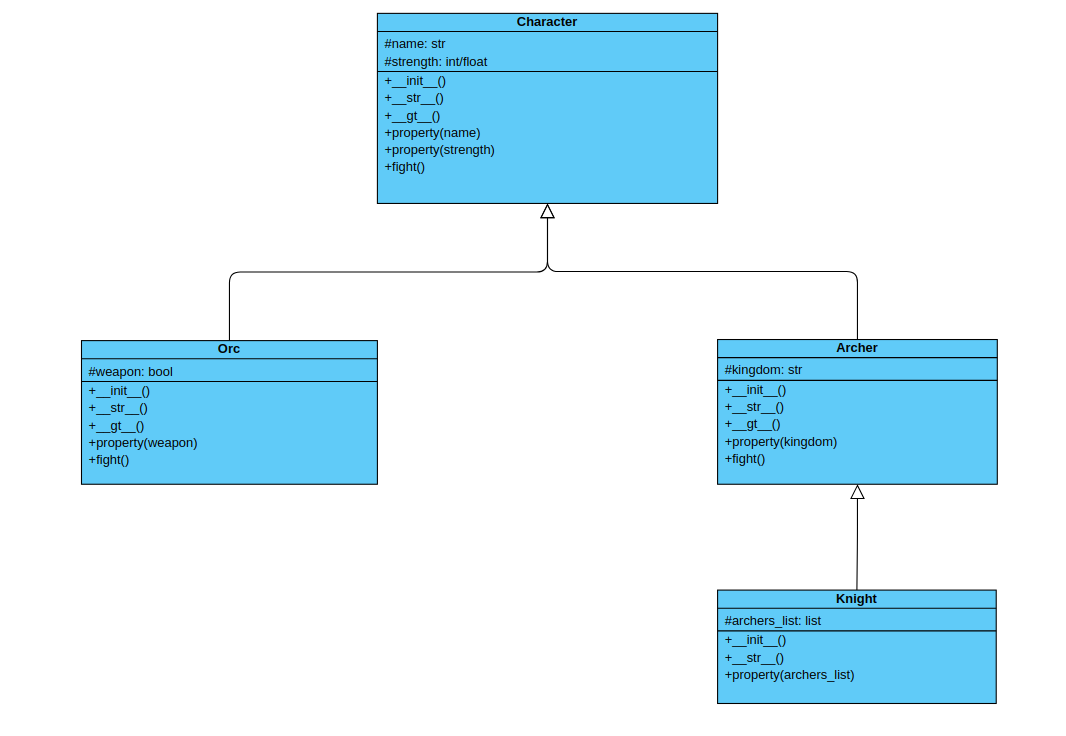 Character
#name: str
#strength: int/float
+__init__()
+__str__()
+__gt__()
+property(name)
+property(strength)
+fight()
Orc
#weapon: bool
+__init__()
+__str__()
+__gt__()
+property(weapon)
+fight()
Archer
#kingdom: str
+__init__()
+__str__()
+__gt__()
+property(kingdom)
+fight()
Knight
#archers_list: list
+__init__()
+__str__()
+property(archers_list)